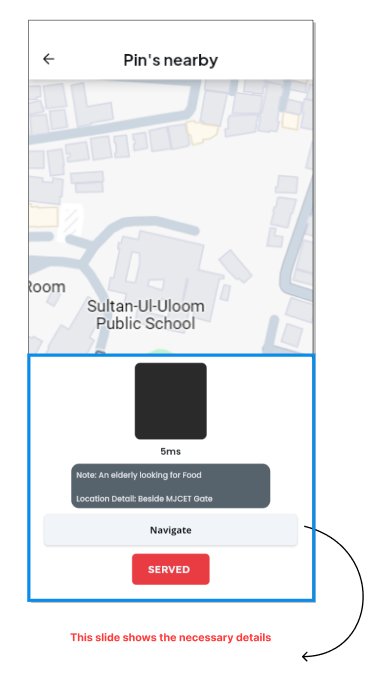 Pin's nearby
Room
Sultan-Ul-Uloom
Public School
5ms
Note: An elderly looking for Food
Location Detail: Beside MJCET Gate
Navigate
SERVED
This slide shows the necessary details